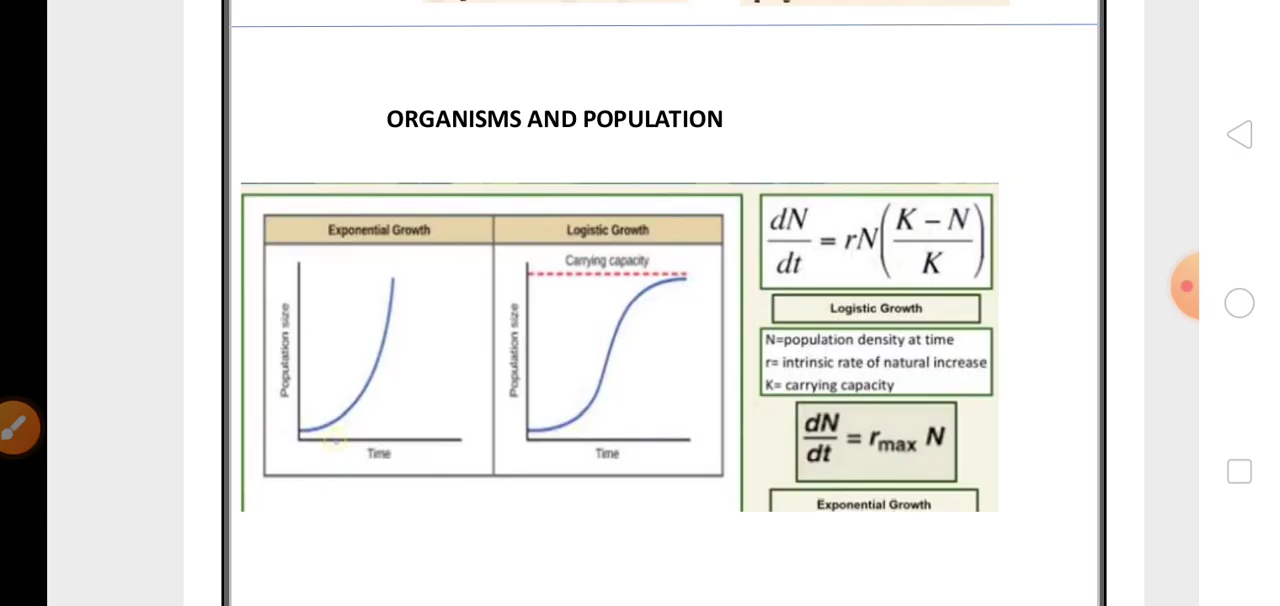 ORGANISMS AND POPULATION
Exponential Growth
Logistic Growth
Carrying capacity
Population size
Time
Population size
Time
dN/dt = rN((K – N)/K)
Logistic Growth
N=population density at time
r= intrinsic rate of natural increase
K= carrying capacity
dN/dt = rmax N
Exponential Growth